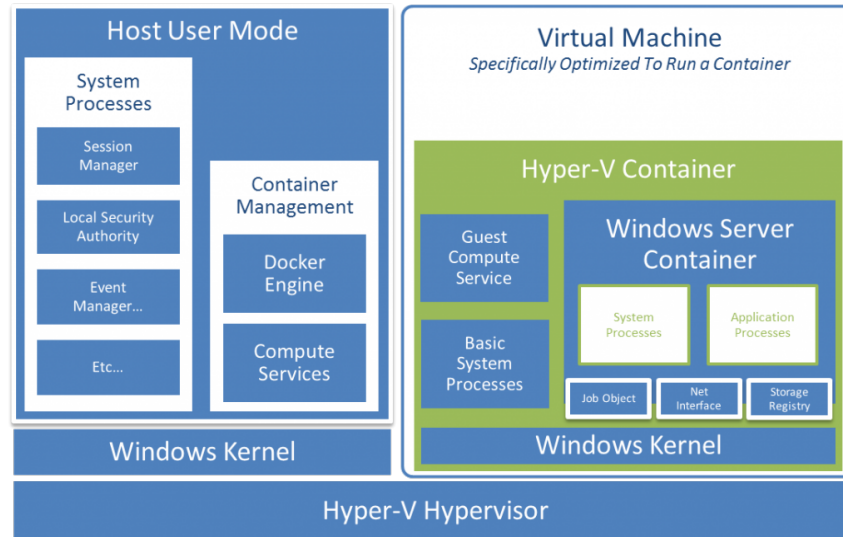 Host User Mode
System
Processes
Session
Manager
Local Security
Authority
Event
Manager...
Etc...
Container
Management
Docker
Engine
Compute
Services
Windows Kernel
Virtual Machine
Specifically Optimized To Run a Container
Hyper-V Container
Guest
Compute
Service
Basic
System
Processes
Windows Server
Container
System
Processes
Application
Processes
Job Object
Net
Interface
Storage
Registry
Windows Kernel
Hyper-V Hypervisor